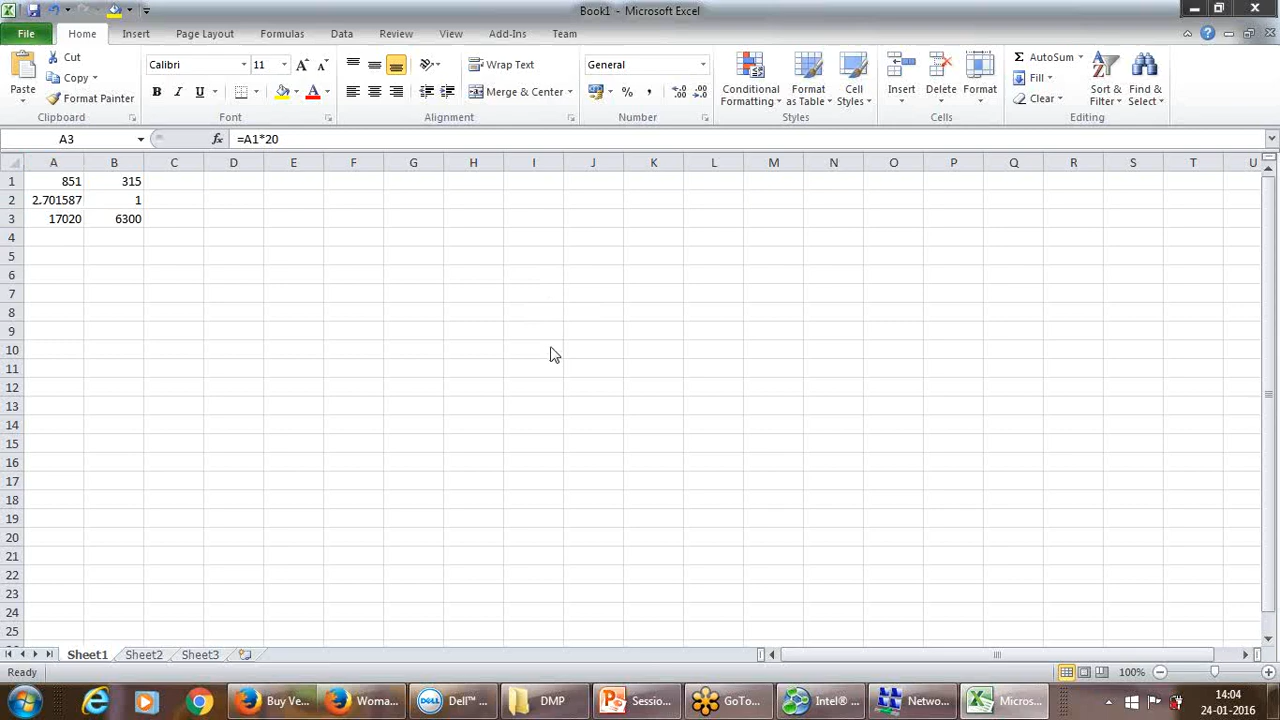 Book1 - Microsoft Excel
File Home Insert Page Layout Formulas Data Review View Add-Ins Team
Paste
Cut
Copy
Format Painter
Clipboard
Calibri 11
B I U
Font
Wrap Text
Merge & Center
Alignment
General
Number
Conditional Formatting
Format as Table
Cell Styles
Styles
Insert
Delete
Format
Cells
AutoSum
Fill
Clear
Sort & Filter
Find & Select
Editing
A3 fx =A1*20
A B C D E F G H I J K L M N O P Q R S T U
1 851 315
2 2.701587 1
3 17020 6300
4
5
6
7
8
9
10
11
12
13
14
15
16
17
18
19
20
21
22
23
24
25
Sheet1 Sheet2 Sheet3
Ready 100%
Buy Ve... Woma... Dell™... DMP Sessio... GoTo... Intel® ... Networ... Micros...
14:04
24-01-2016